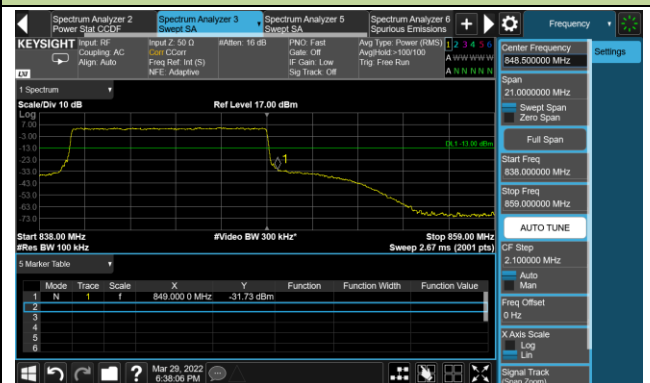 Spectrum Analyzer 2
Power Stat CCDF
Spectrum Analyzer 3
Swept SA
Spectrum Analyzer 5
Swept SA
Spectrum Analyzer 6
Spurious Emissions
Frequency
KEYSIGHT
Input: RF
Coupling: AC
Align: Auto
Input Z: 50 Ω
Corr CCorr
Freq Ref: Int (S)
NFE: Adaptive
#Atten: 16 dB
PNO: Fast
Gate: Off
IF Gain: Low
Sig Track: Off
Avg Type: Power (RMS)
Avg|Hold:>100/100
Trig: Free Run
1 2 3 4 5 6
A W W W W W
A N N N N N
LVI
1 Spectrum
Scale/Div 10 dB
Ref Level 17.00 dBm
Log
7.00
-3.00
-13.0
-23.0
-33.0
-43.0
-53.0
-63.0
-73.0
DL1 -13.00 dBm
1
Start 838.00 MHz
#Res BW 100 kHz
#Video BW 300 kHz*
Stop 859.00 MHz
Sweep 2.67 ms (2001 pts)
5 Marker Table
Mode Trace Scale X Y Function Function Width Function Value
1 N 1 f 849.000 0 MHz -31.73 dBm
2
3
4
5
6
Mar 29, 2022
6:38:06 PM
Center Frequency
848.500000 MHz
Settings
Span
21.0000000 MHz
Swept Span
Zero Span
Full Span
Start Freq
838.000000 MHz
Stop Freq
859.000000 MHz
AUTO TUNE
CF Step
2.100000 MHz
Auto
Man
Freq Offset
0 Hz
X Axis Scale
Log
Lin
Signal Track
(Span Zoom)